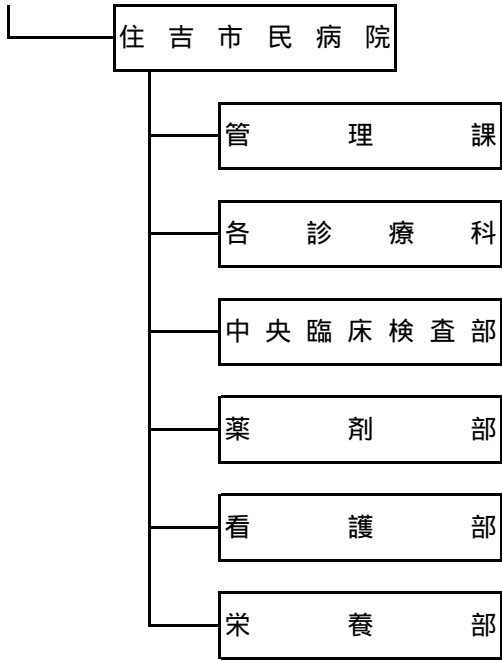 住吉市民病院
管理課
各診療科
中央臨床検査部
薬剤部
看護部
栄養部